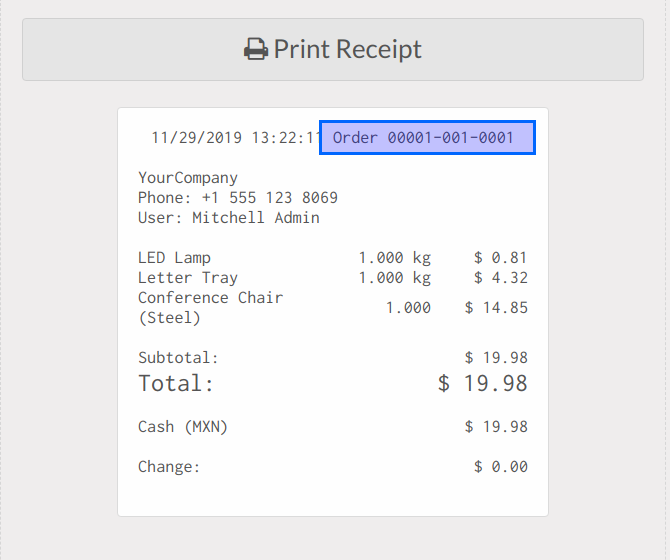 Print Receipt
11/29/2019 13:22:11 Order 00001-001-0001
YourCompany
Phone: +1 555 123 8069
User: Mitchell Admin
LED Lamp 1.000 kg $ 0.81
Letter Tray 1.000 kg $ 4.32
Conference Chair
(Steel) 1.000 $ 14.85
Subtotal: $ 19.98
Total: $ 19.98
Cash (MXN) $ 19.98
Change: $ 0.00